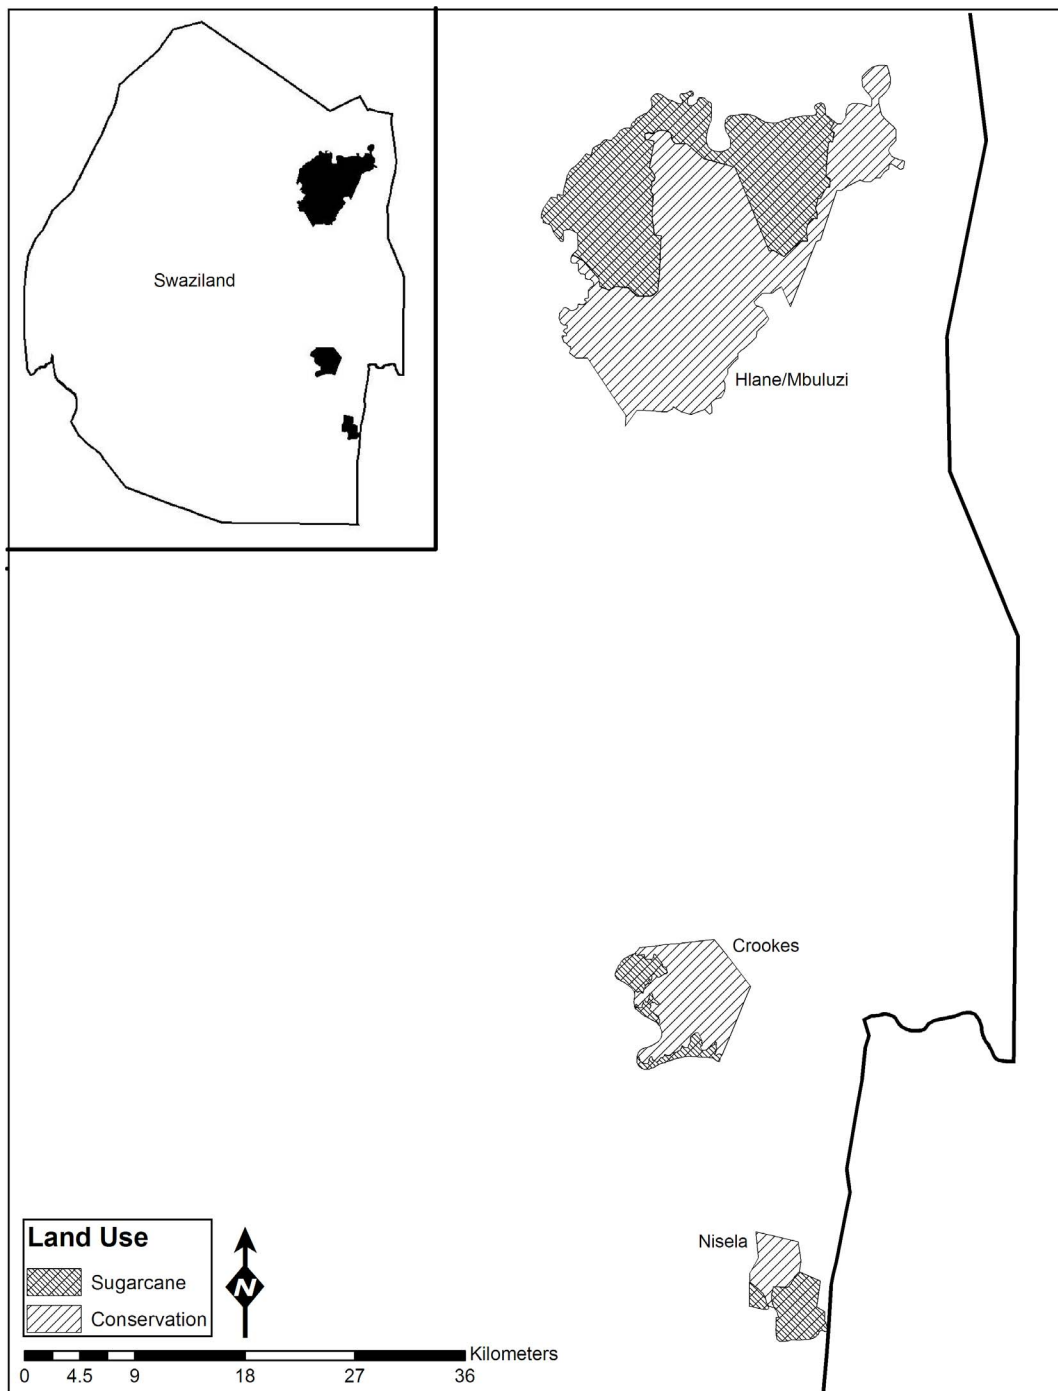 Swaziland
Hlane/Mbuluzi
Crookes
Nisela
Land Use
Sugarcane
Conservation
N
Kilometers
0 4.5 9 18 27 36